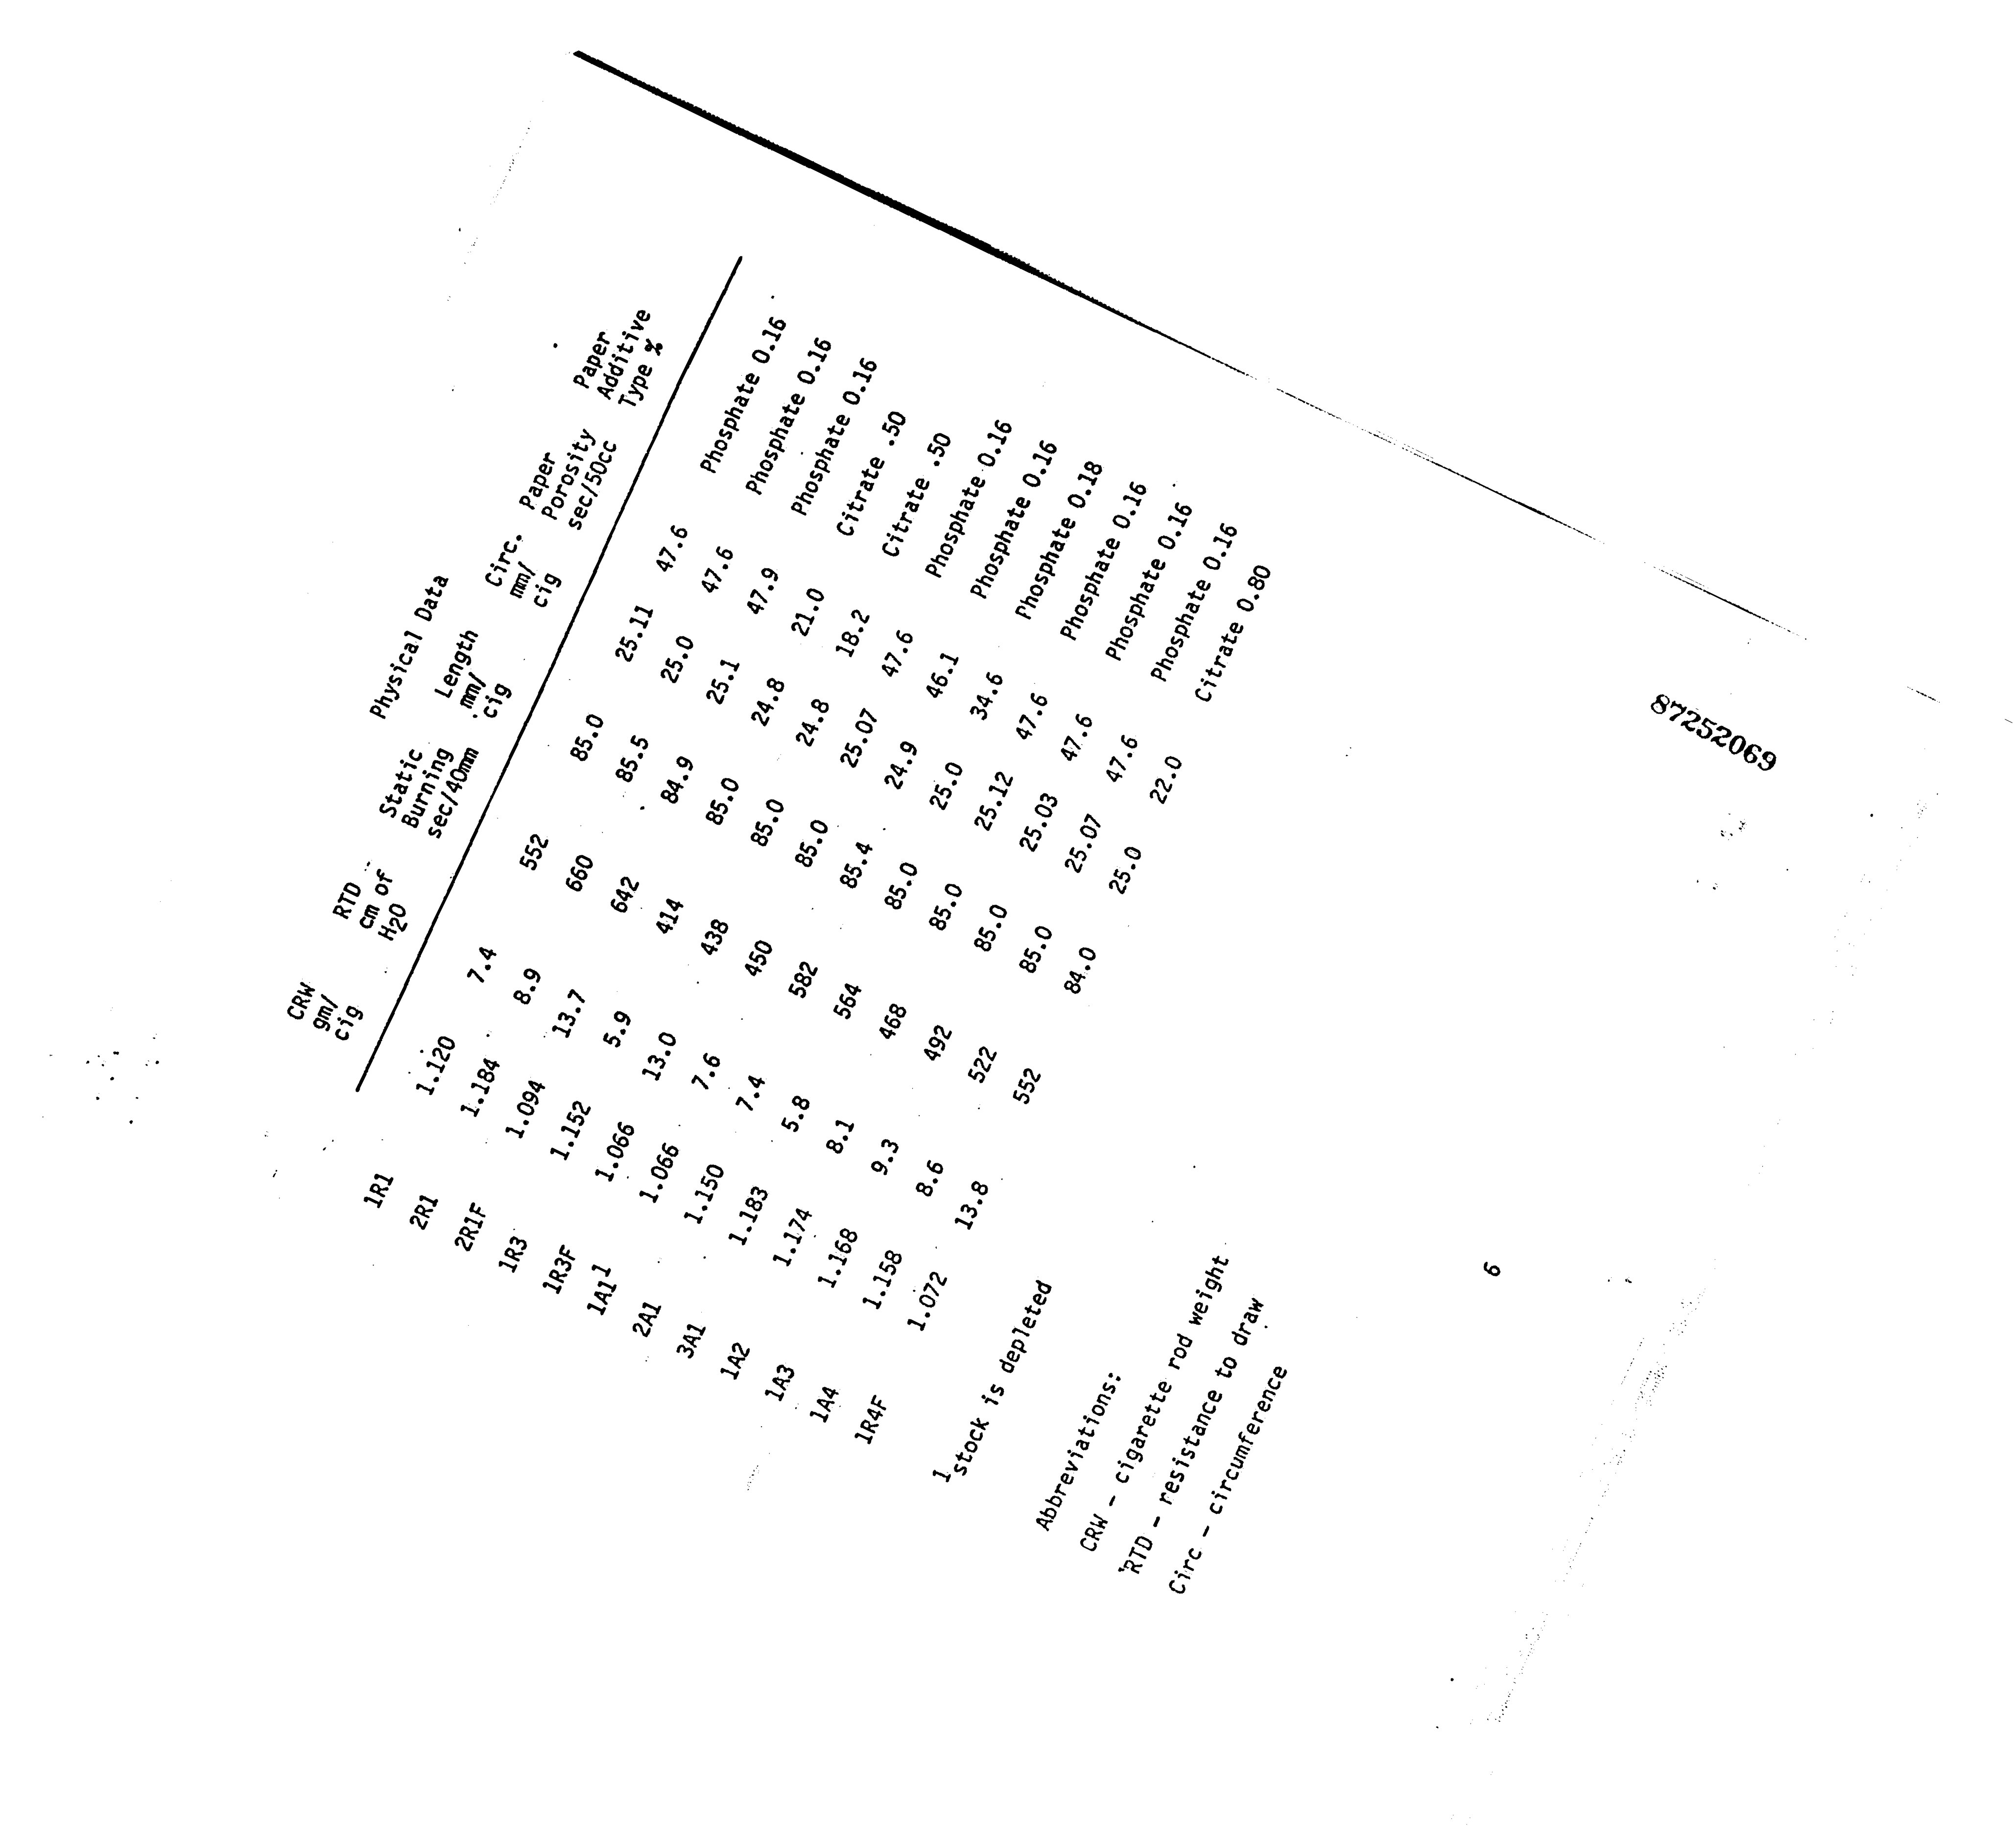 Physical Data
CRW RTD Static Length Circ. Paper Paper
gm/ cm of Burning mm/ mm/ Porosity Additive
cig H2O sec/40mm cig cig sec/50cc Type %
1R1 1.120 7.4 552 85.0 25.11 47.6 Phosphate 0.16
2R1 1.184 8.9 660 85.5 25.0 47.6 Phosphate 0.16
2R1F 1.094 13.7 642 84.9 25.1 47.9 Phosphate 0.16
1R3 1.152 5.9 414 85.0 24.8 21.0 Citrate .50
1R3F 1.066 13.0 438 85.0 24.8 18.2 Citrate .50
1A1¹ 1.066 7.6 450 85.0 25.07 47.6 Phosphate 0.16
2A1 1.150 7.4 582 85.4 24.9 46.1 Phosphate 0.16
3A1 1.183 5.8 564 85.0 25.0 34.6 Phosphate 0.18
1A2 1.174 8.1 468 85.0 25.12 47.6 Phosphate 0.16
1A3 1.168 9.3 492 85.0 25.03 47.6 Phosphate 0.16
1A4 1.158 8.6 522 85.0 25.07 47.6 Phosphate 0.16
1R4F 1.072 13.8 552 84.0 25.0 22.0 Citrate 0.80
¹stock is depleted
Abbreviations:
CRW - cigarette rod weight
RTD - resistance to draw
Circ - circumference
6
87252069